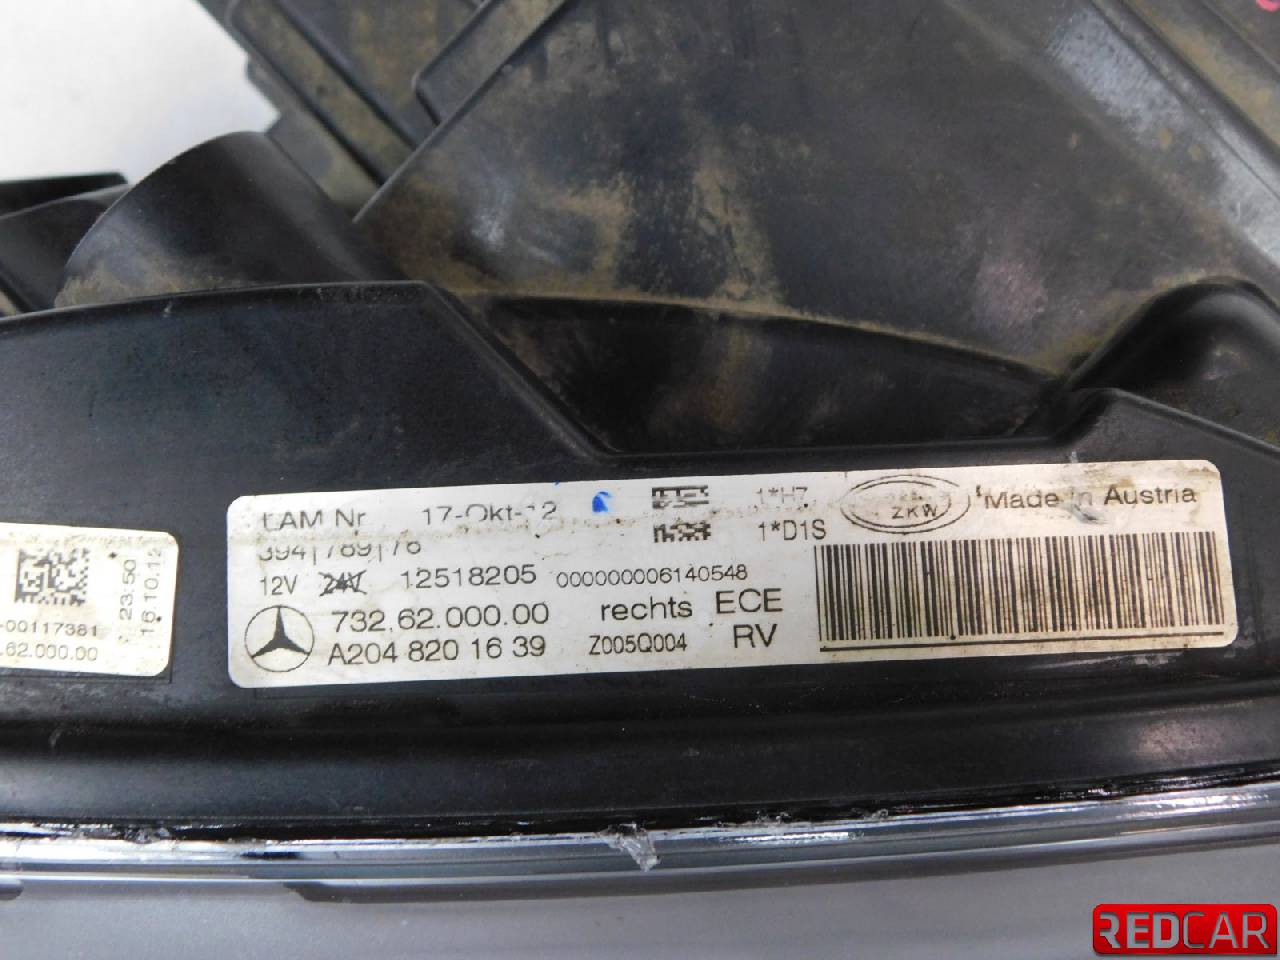 LAM Nr 17-Okt-12 1*H7 ZKW Made in Austria
394|789|76 1*D1S
12V 24V 12518205 000000006140548
732.62.000.00 rechts ECE
A204 820 16 39 Z005Q004 RV
23:50
16.10.12
-00117381
.62.000.00
REDCAR